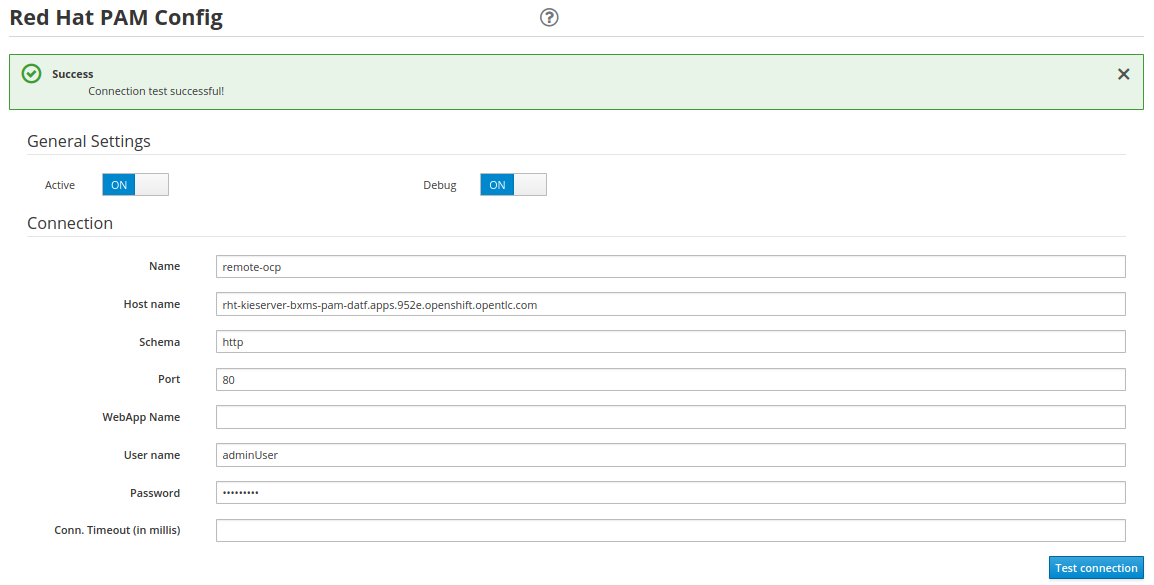 Red Hat PAM Config ?
Success
Connection test successful!
General Settings
Active ON Debug ON
Connection
Name remote-ocp
Host name rht-kieserver-bxms-pam-datf.apps.952e.openshift.opentlc.com
Schema http
Port 80
WebApp Name
User name adminUser
Password •••••••••
Conn. Timeout (in millis)
Test connection